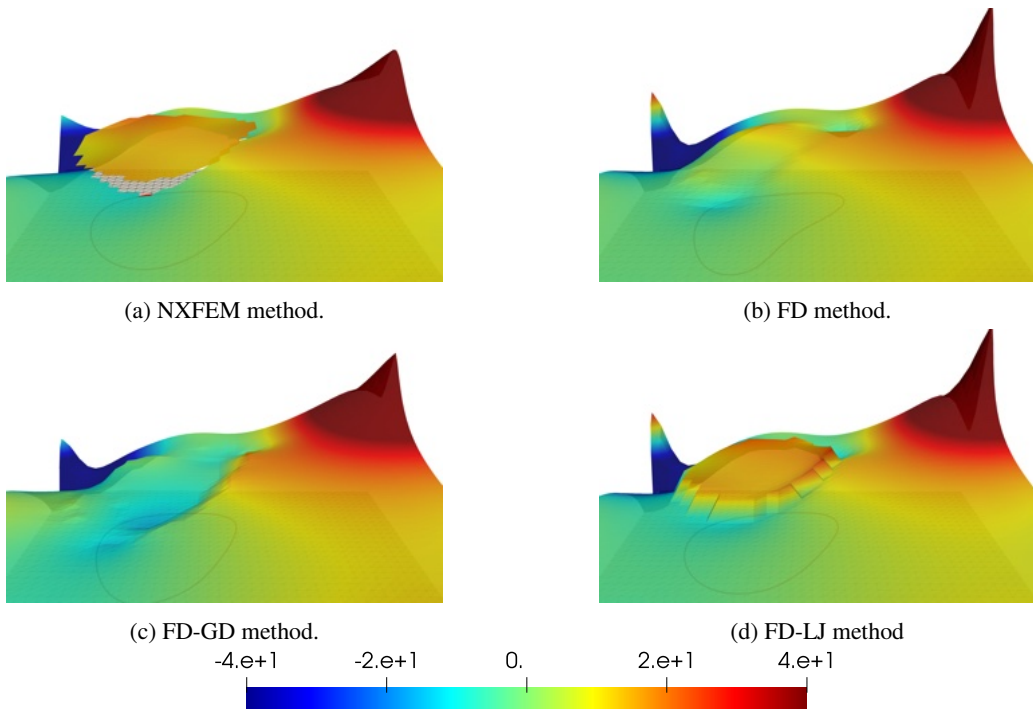 (a) NXFEM method.
(b) FD method.
(c) FD-GD method.
(d) FD-LJ method
-4.e+1 -2.e+1 0. 2.e+1 4.e+1